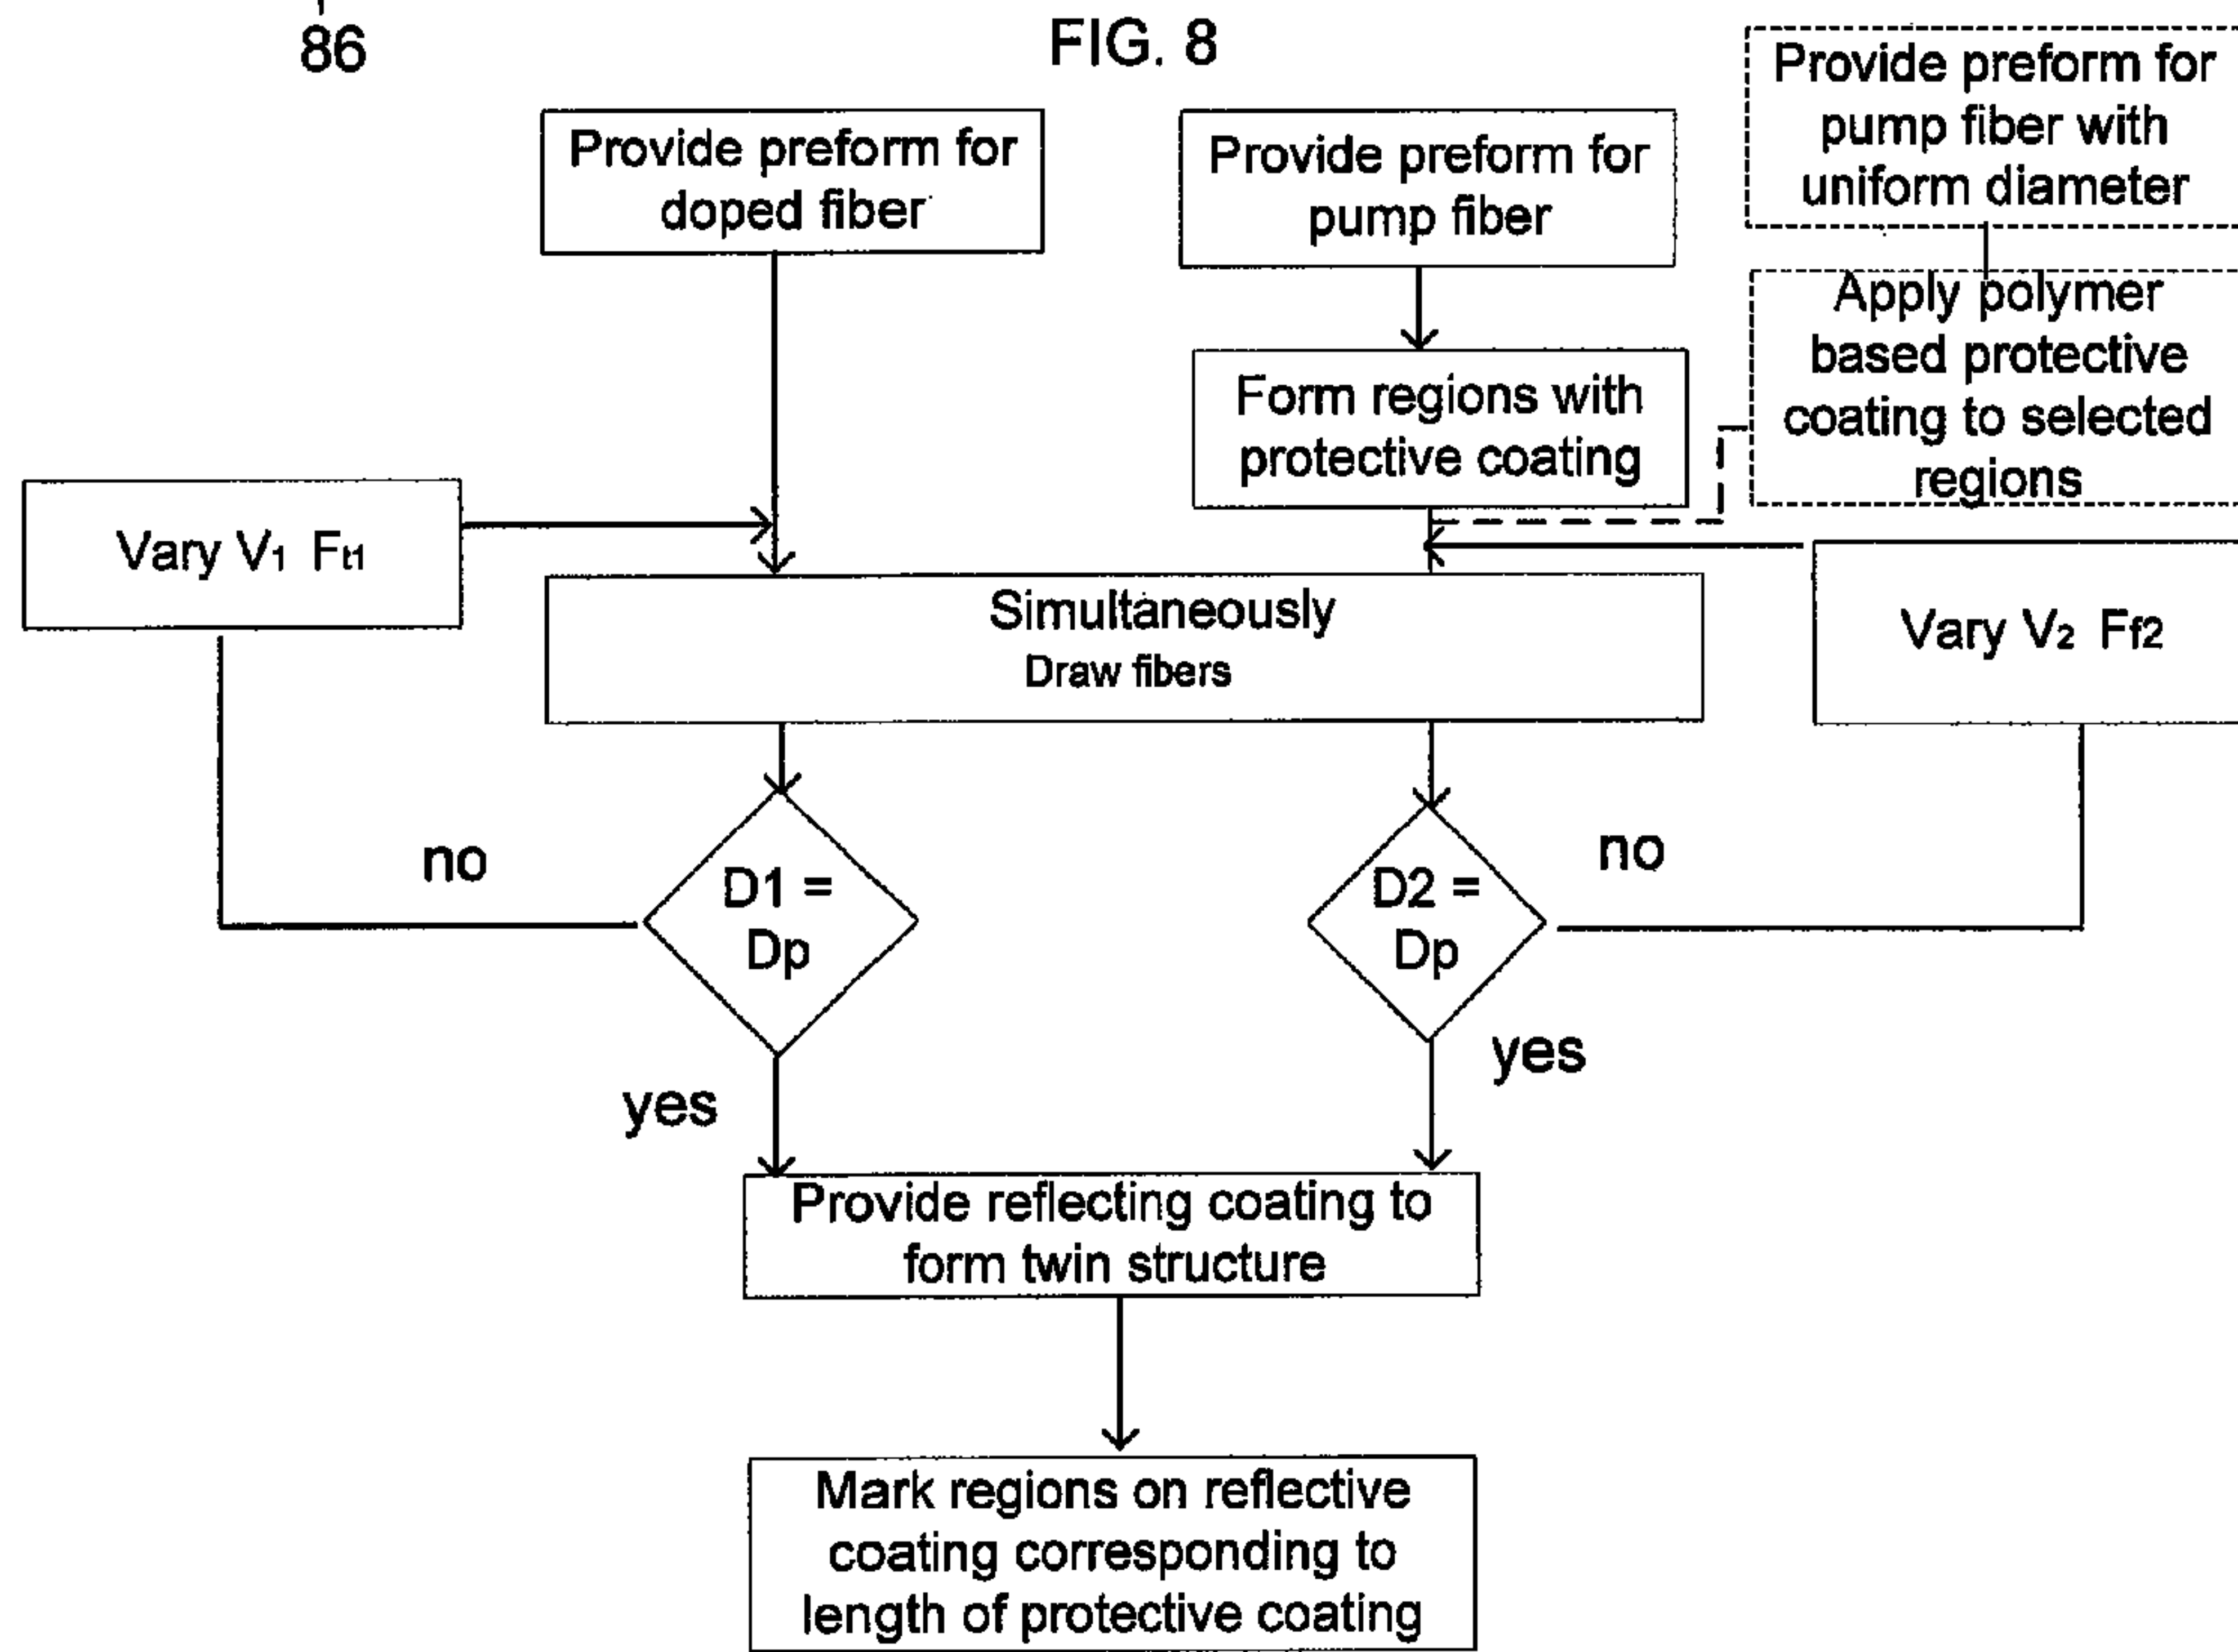 86
FIG. 8
Provide preform for
doped fiber
Provide preform for
pump fiber
Provide preform for
pump fiber with
uniform diameter
Form regions with
protective coating
Apply polymer
based protective
coating to selected
regions
Vary V₁ Fₜ₁
Simultaneously
Draw fibers
Vary V₂ Ff2
no
D1 =
Dp
D2 =
Dp
no
yes
yes
Provide reflecting coating to
form twin structure
Mark regions on reflective
coating corresponding to
length of protective coating